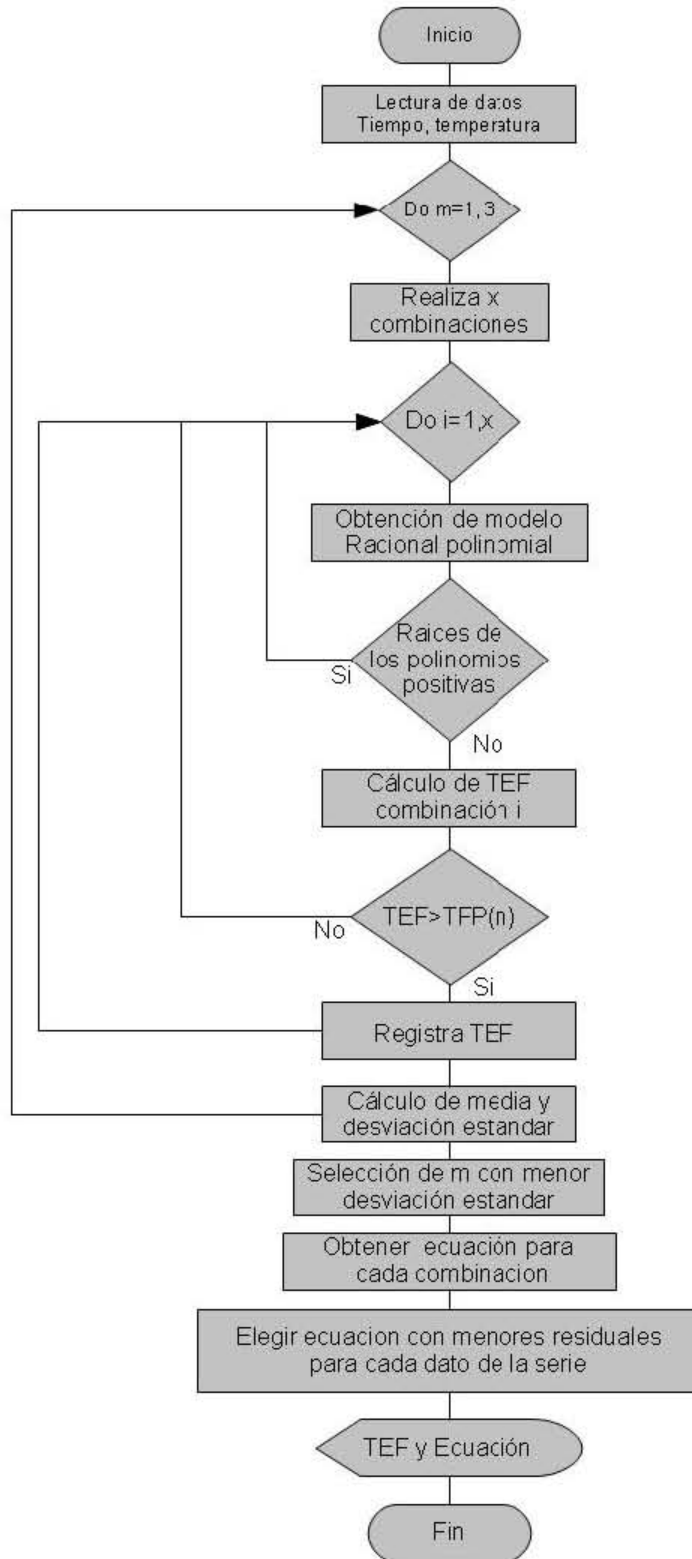 Inicio
Lectura de datos
Tiempo, temperatura
Do m=1,3
Realiza x
combinaciones
Do i=1,x
Obtención de modelo
Racional polinomial
Raices de
los polinomios
positivas
Si
No
Cálculo de TEF
combinación i
TEF>TFP(n)
No
Si
Registra TEF
Cálculo de media y
desviación estandar
Selección de m con menor
desviación estandar
Obtener ecuación para
cada combinacion
Elegir ecuacion con menores residuales
para cada dato de la serie
TEF y Ecuación
Fin